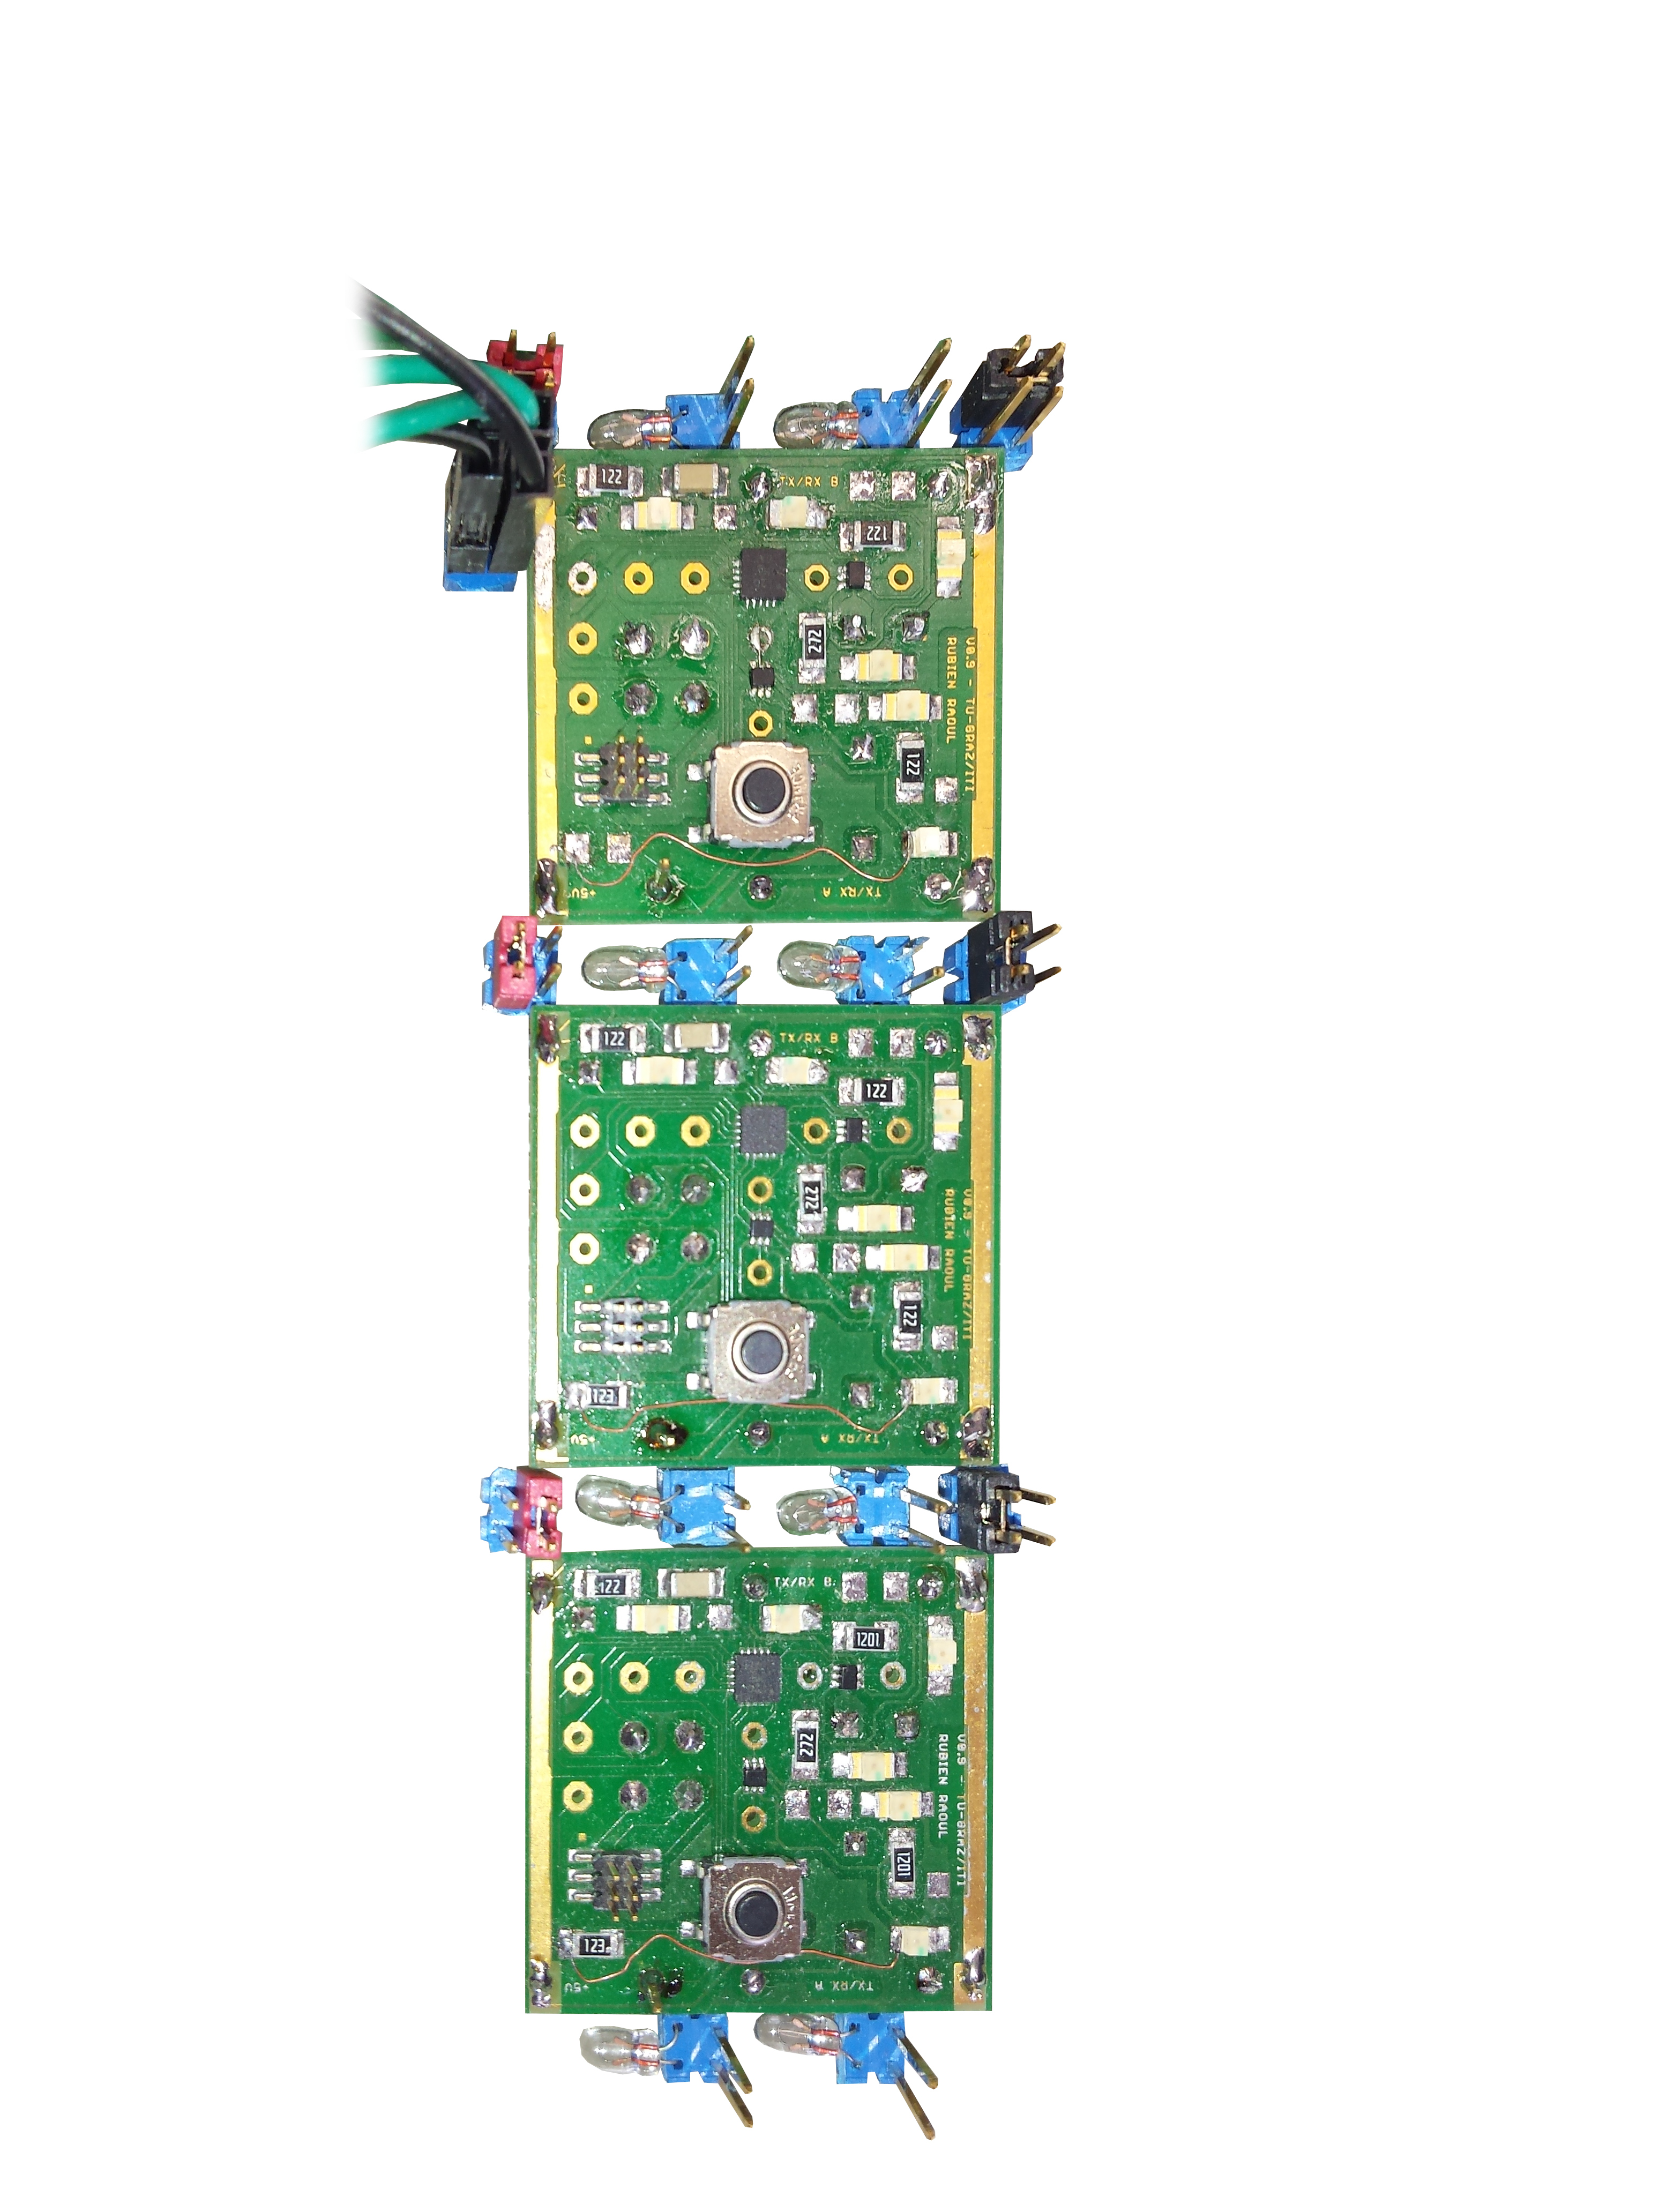 122
TX/RX B
122
272
V0.9 - TU-GRAZ/ITI
RUBIEN RAOUL
122
+5V
TX/RX A
122
TX/RX B
122
272
V0.9 - TU-GRAZ/ITI
RUBIEN RAOUL
122
123
+5V
TX/RX A
122
TX/RX B
1201
272
V0.9 - TU-GRAZ/ITI
RUBIEN RAOUL
1201
123
+5V
TX/RX A